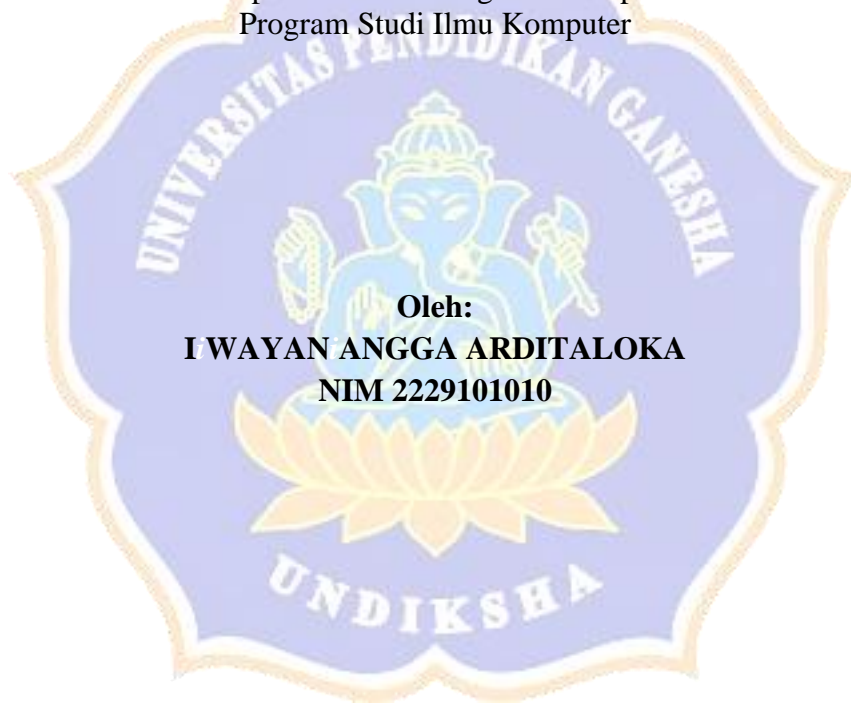 Program Studi Ilmu Komputer
UNIVERSITAS PENDIDIKAN GANESHA
Oleh:
I WAYAN ANGGA ARDITALOKA
NIM 2229101010
UNDIKSHA